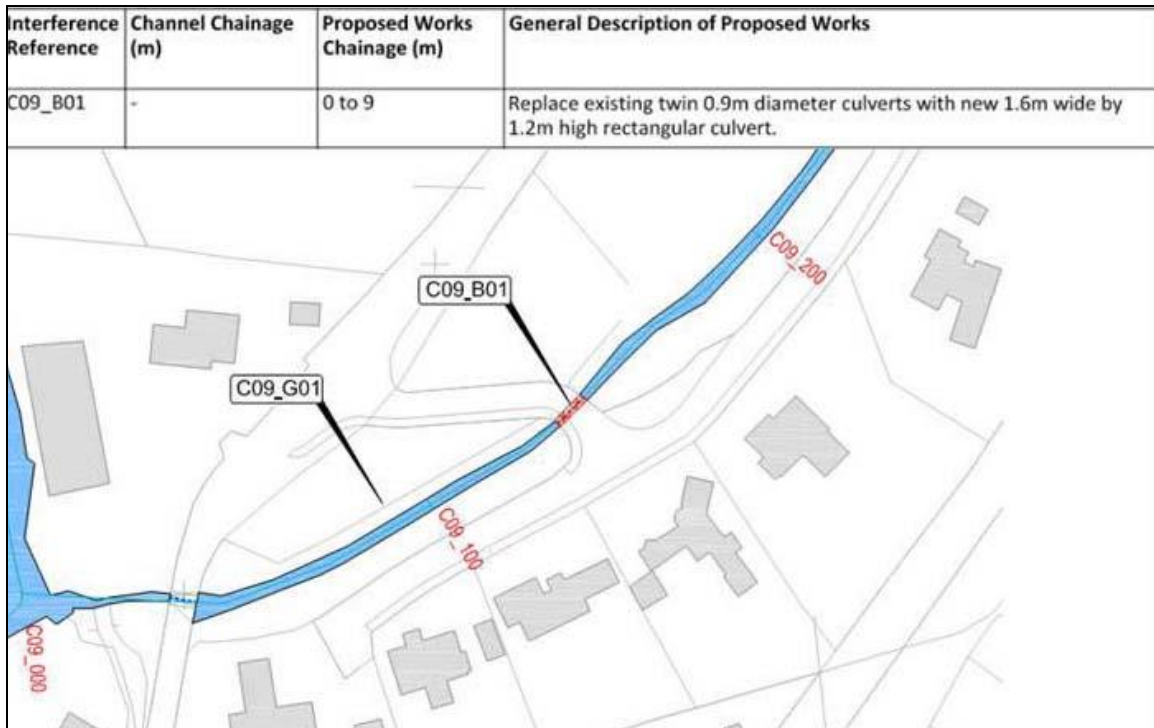 Interference Reference
Channel Chainage (m)
Proposed Works Chainage (m)
General Description of Proposed Works
C09_B01
-
0 to 9
Replace existing twin 0.9m diameter culverts with new 1.6m wide by
1.2m high rectangular culvert.
C09_200
C09_B01
C09_G01
C09_100
C09_000